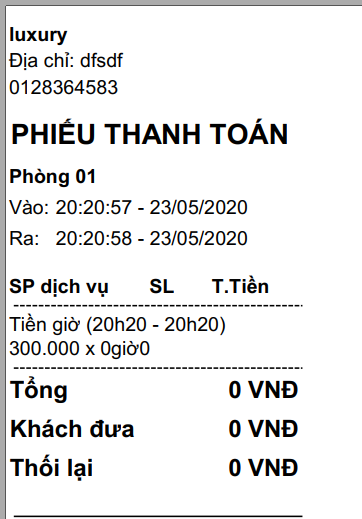 luxury
Địa chỉ: dfsdf
0128364583
PHIẾU THANH TOÁN
Phòng 01
Vào: 20:20:57 - 23/05/2020
Ra: 20:20:58 - 23/05/2020
SP dịch vụ SL T.Tiền
Tiền giờ (20h20 - 20h20)
300.000 x 0giờ0
Tổng 0 VNĐ
Khách đưa 0 VNĐ
Thối lại 0 VNĐ